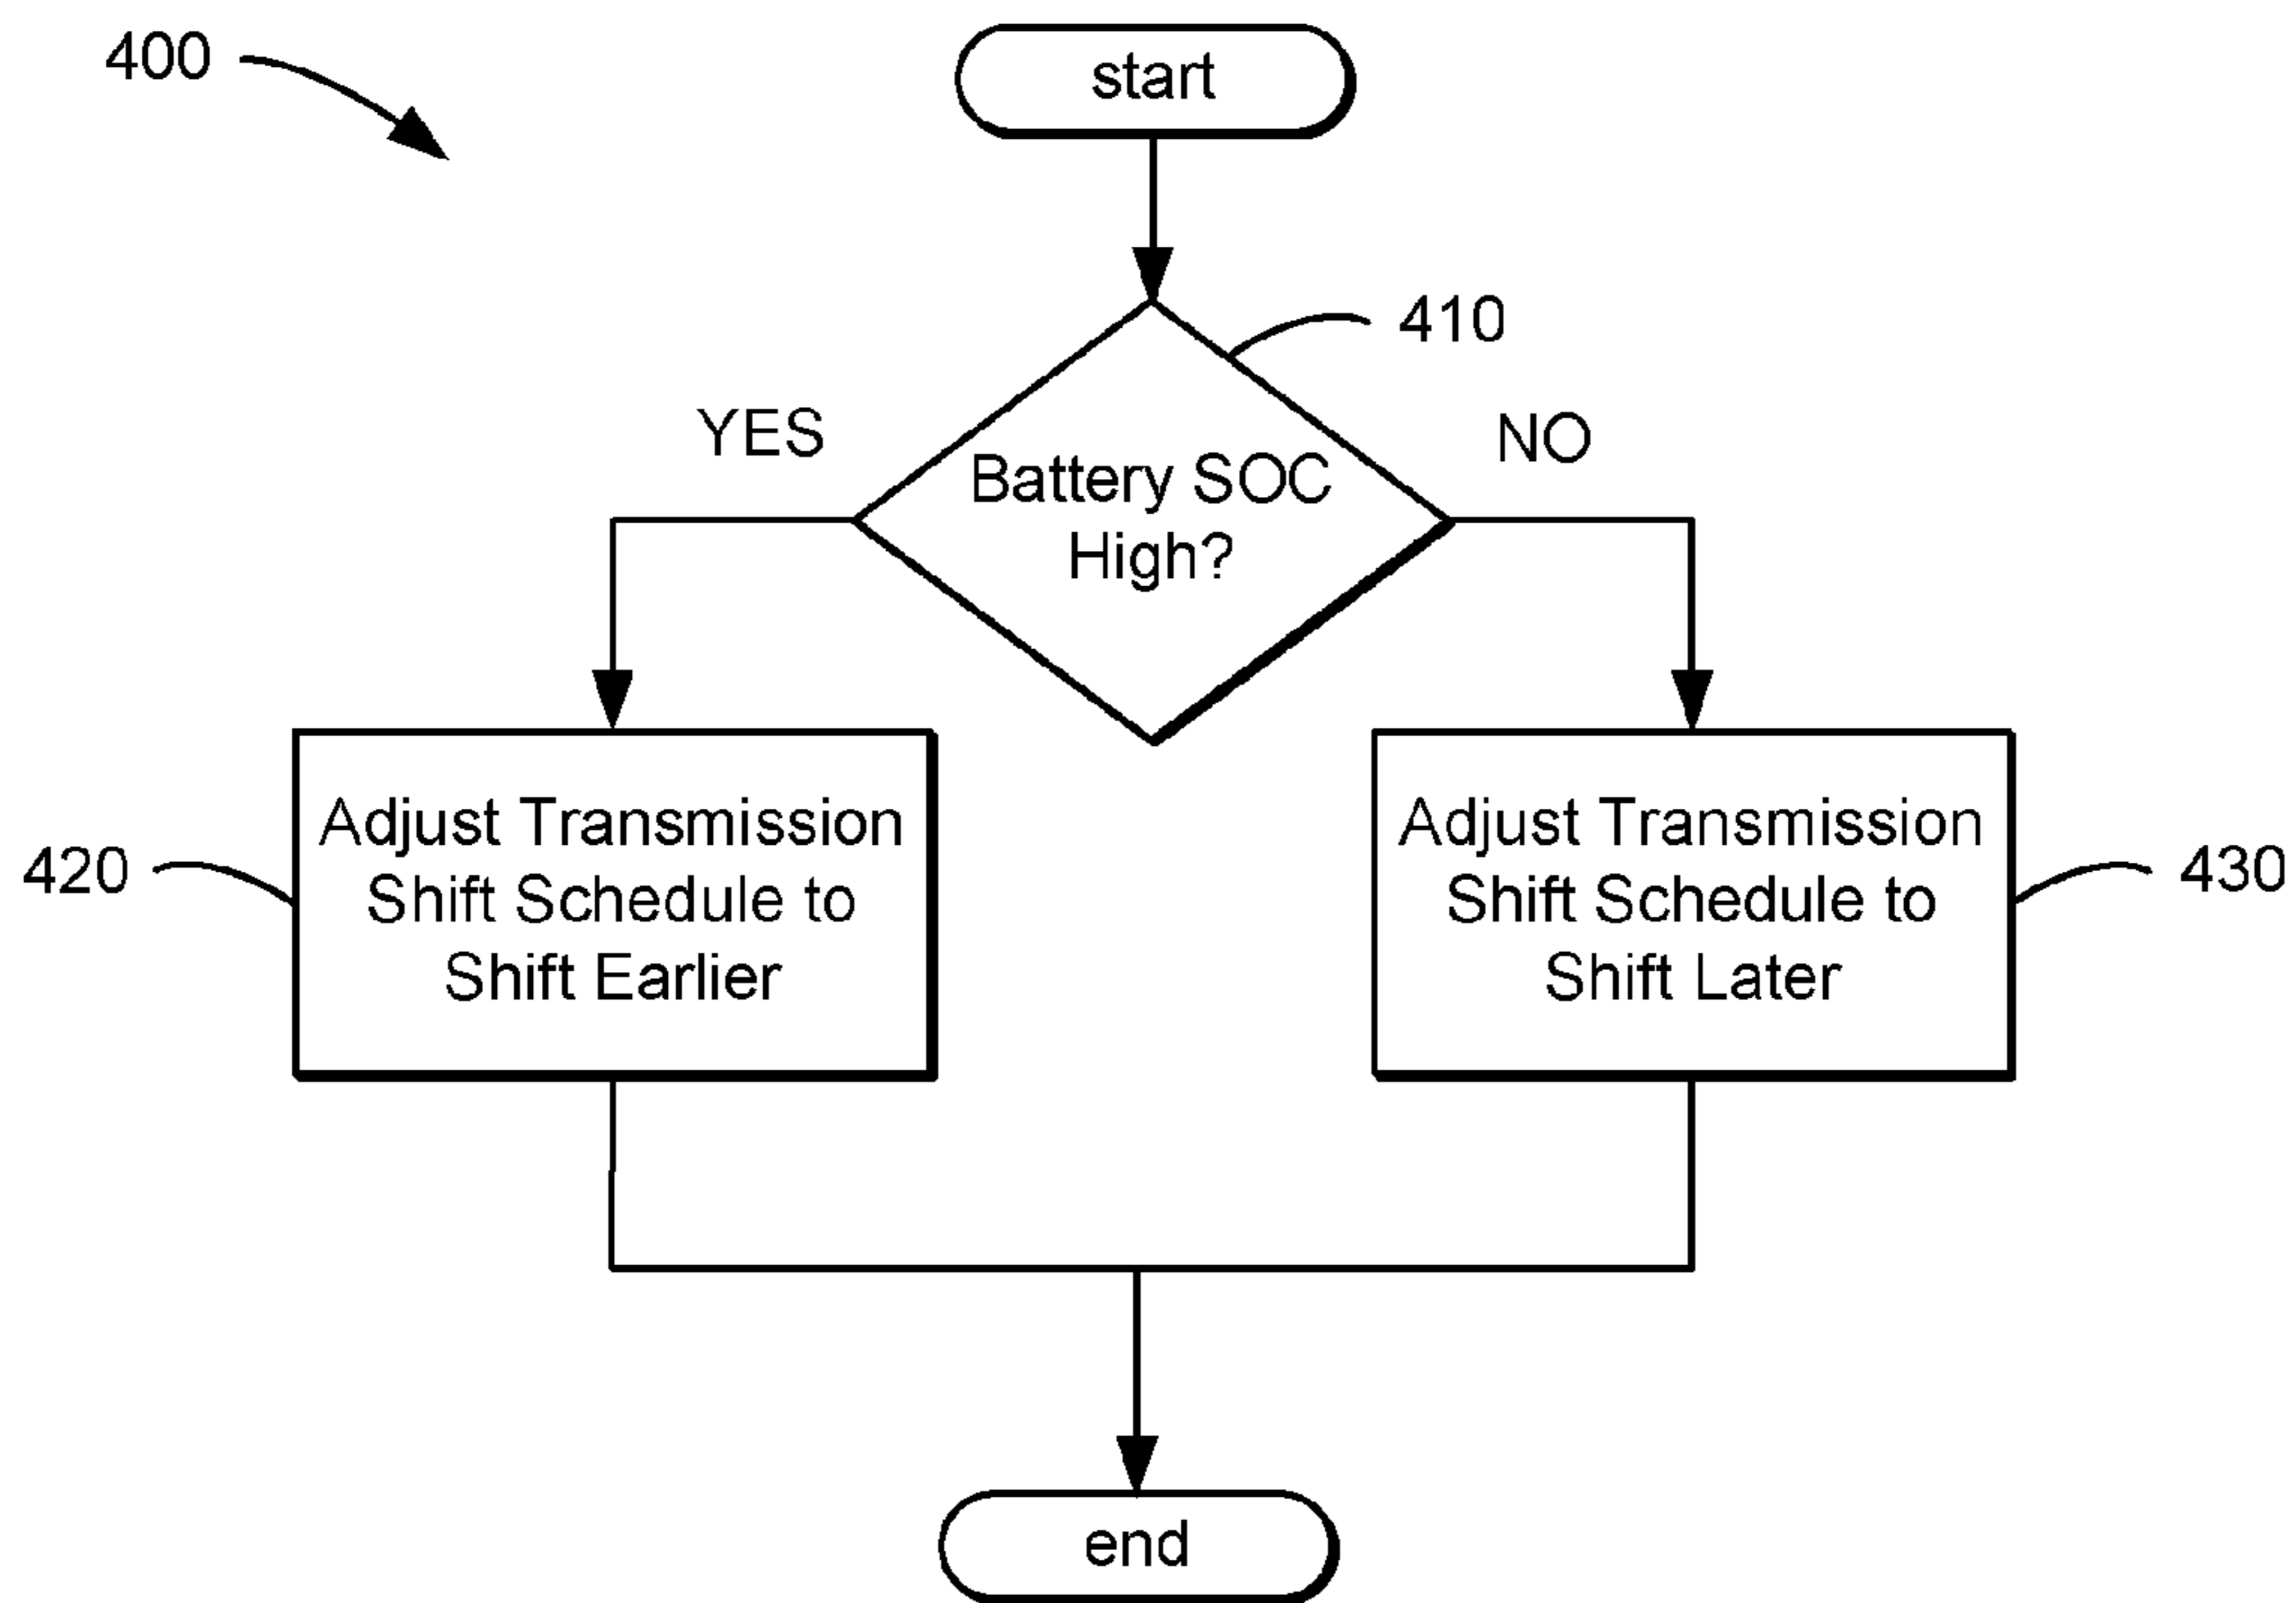 400
start
410
YES
NO
Battery SOC
High?
420
Adjust Transmission
Shift Schedule to
Shift Earlier
Adjust Transmission
Shift Schedule to
Shift Later
430
end